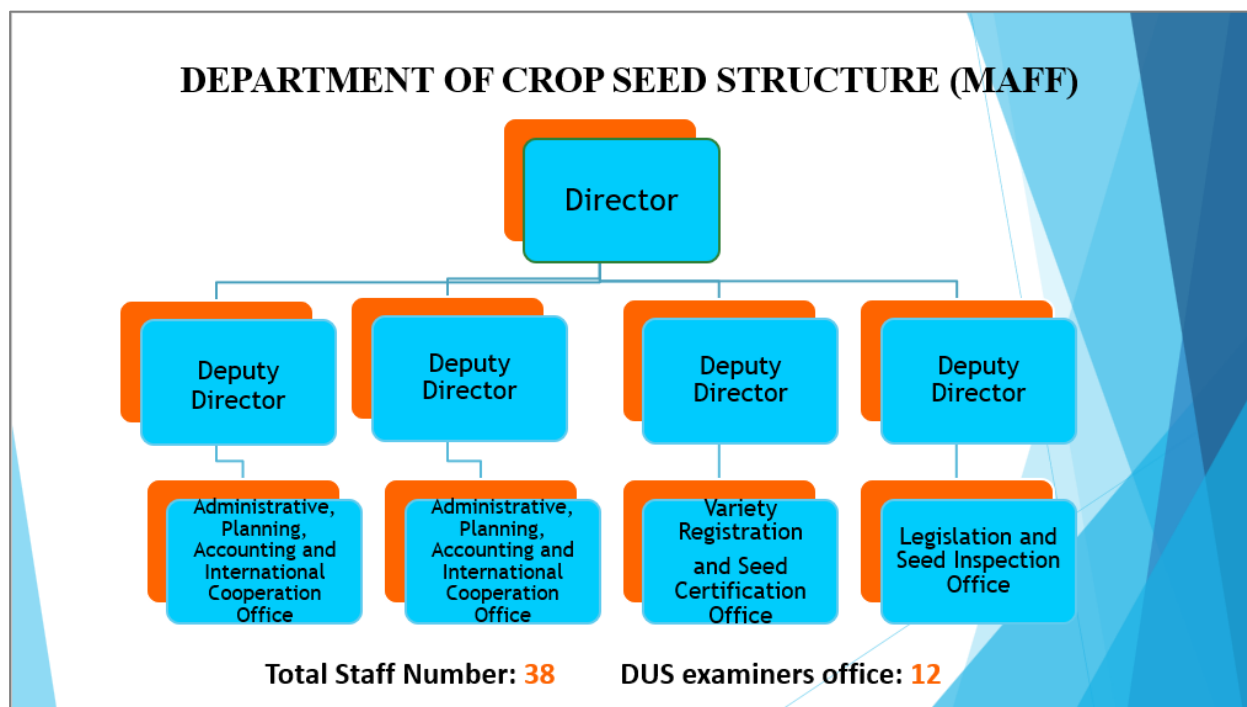 DEPARTMENT OF CROP SEED STRUCTURE (MAFF)
Director
Deputy
Director
Deputy
Director
Deputy
Director
Deputy
Director
Administrative,
Planning,
Accounting and
International
Cooperation
Office
Administrative,
Planning,
Accounting and
International
Cooperation
Office
Variety
Registration
and Seed
Certification
Office
Legislation and
Seed Inspection
Office
Total Staff Number: 38 DUS examiners office: 12